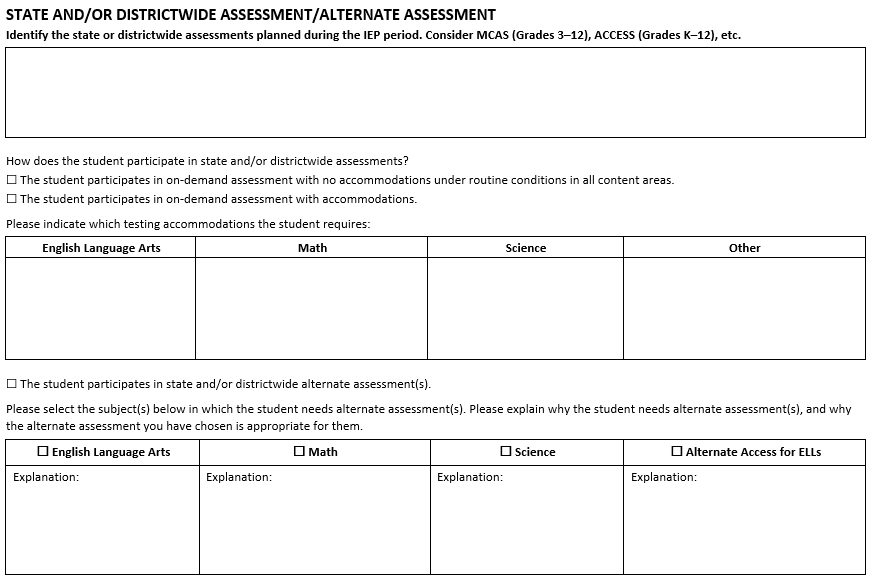 STATE AND/OR DISTRICTWIDE ASSESSMENT/ALTERNATE ASSESSMENT
Identify the state or districtwide assessments planned during the IEP period. Consider MCAS (Grades 3–12), ACCESS (Grades K–12), etc.
How does the student participate in state and/or districtwide assessments?
☐ The student participates in on-demand assessment with no accommodations under routine conditions in all content areas.
☐ The student participates in on-demand assessment with accommodations.
Please indicate which testing accommodations the student requires:
English Language Arts Math Science Other
☐ The student participates in state and/or districtwide alternate assessment(s).
Please select the subject(s) below in which the student needs alternate assessment(s). Please explain why the student needs alternate assessment(s), and why
the alternate assessment you have chosen is appropriate for them.
☐ English Language Arts ☐ Math ☐ Science ☐ Alternate Access for ELLs
Explanation: Explanation: Explanation: Explanation: